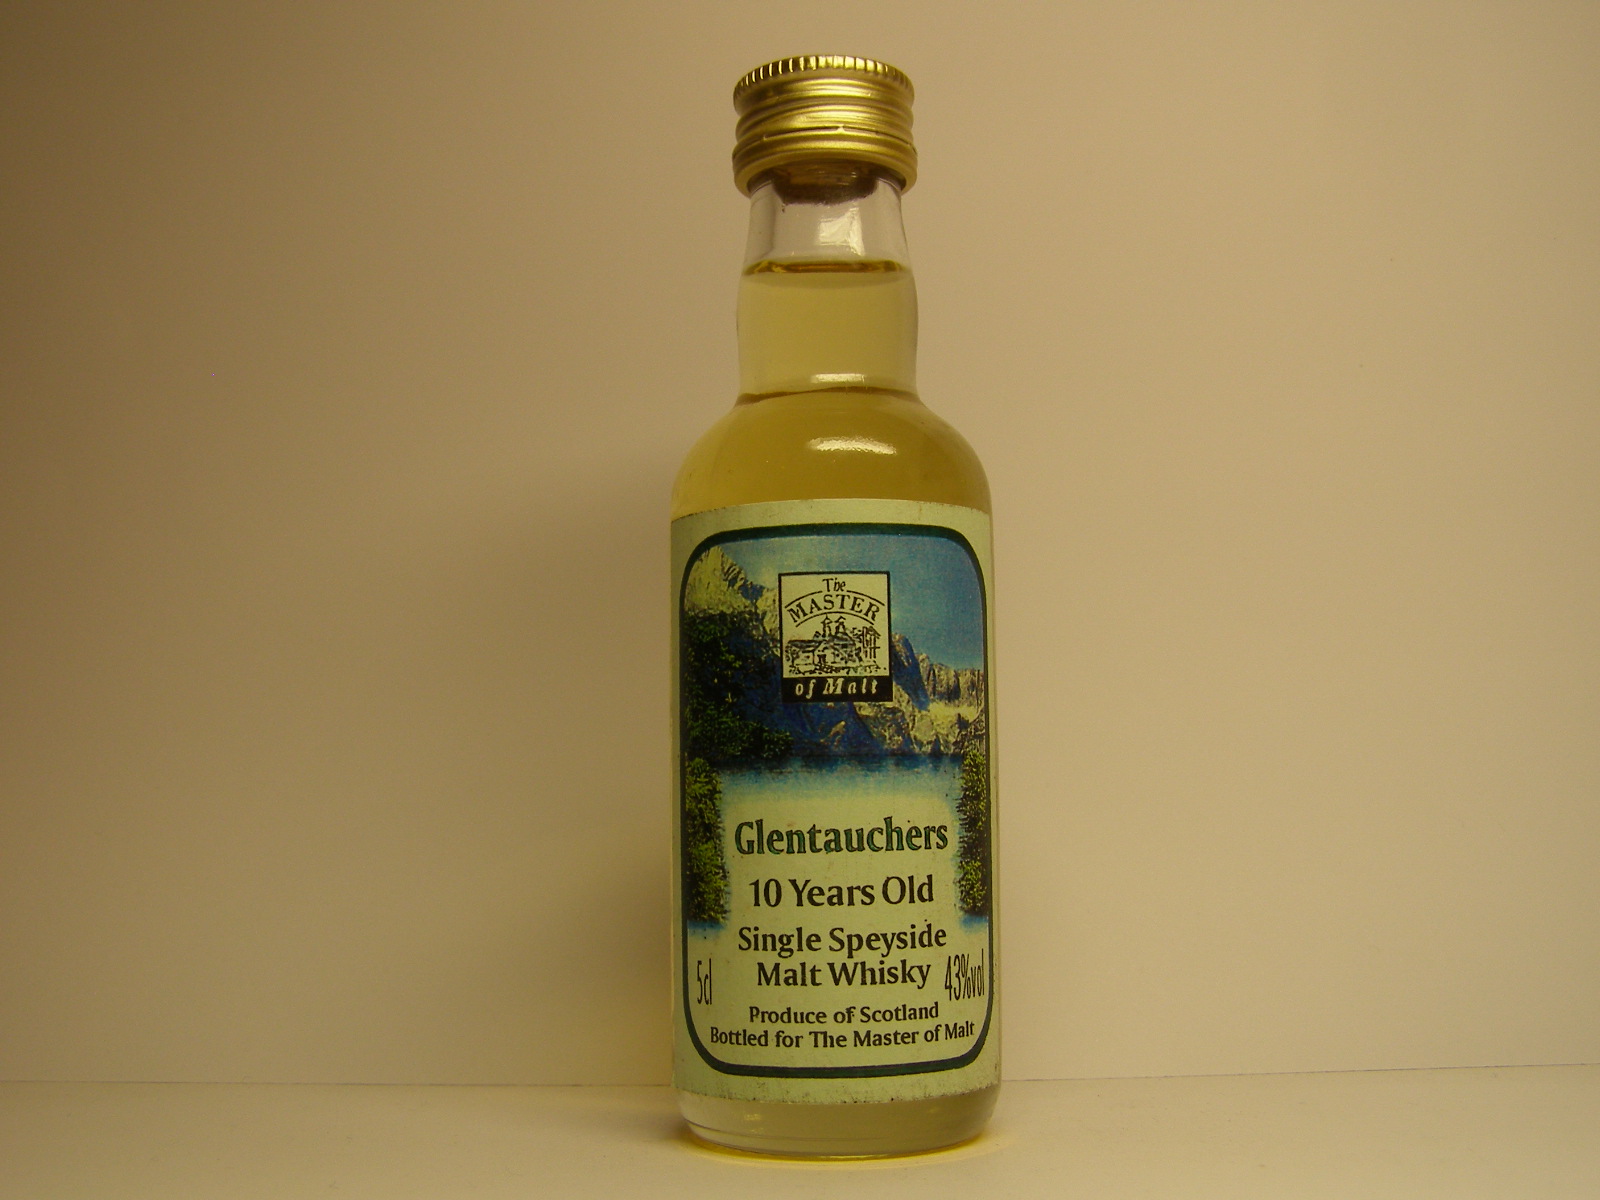 The
MASTER
of Malt
Glentauchers
10 Years Old
Single Speyside
Malt Whisky
5cl
43%vol
Produce of Scotland
Bottled for The Master of Malt